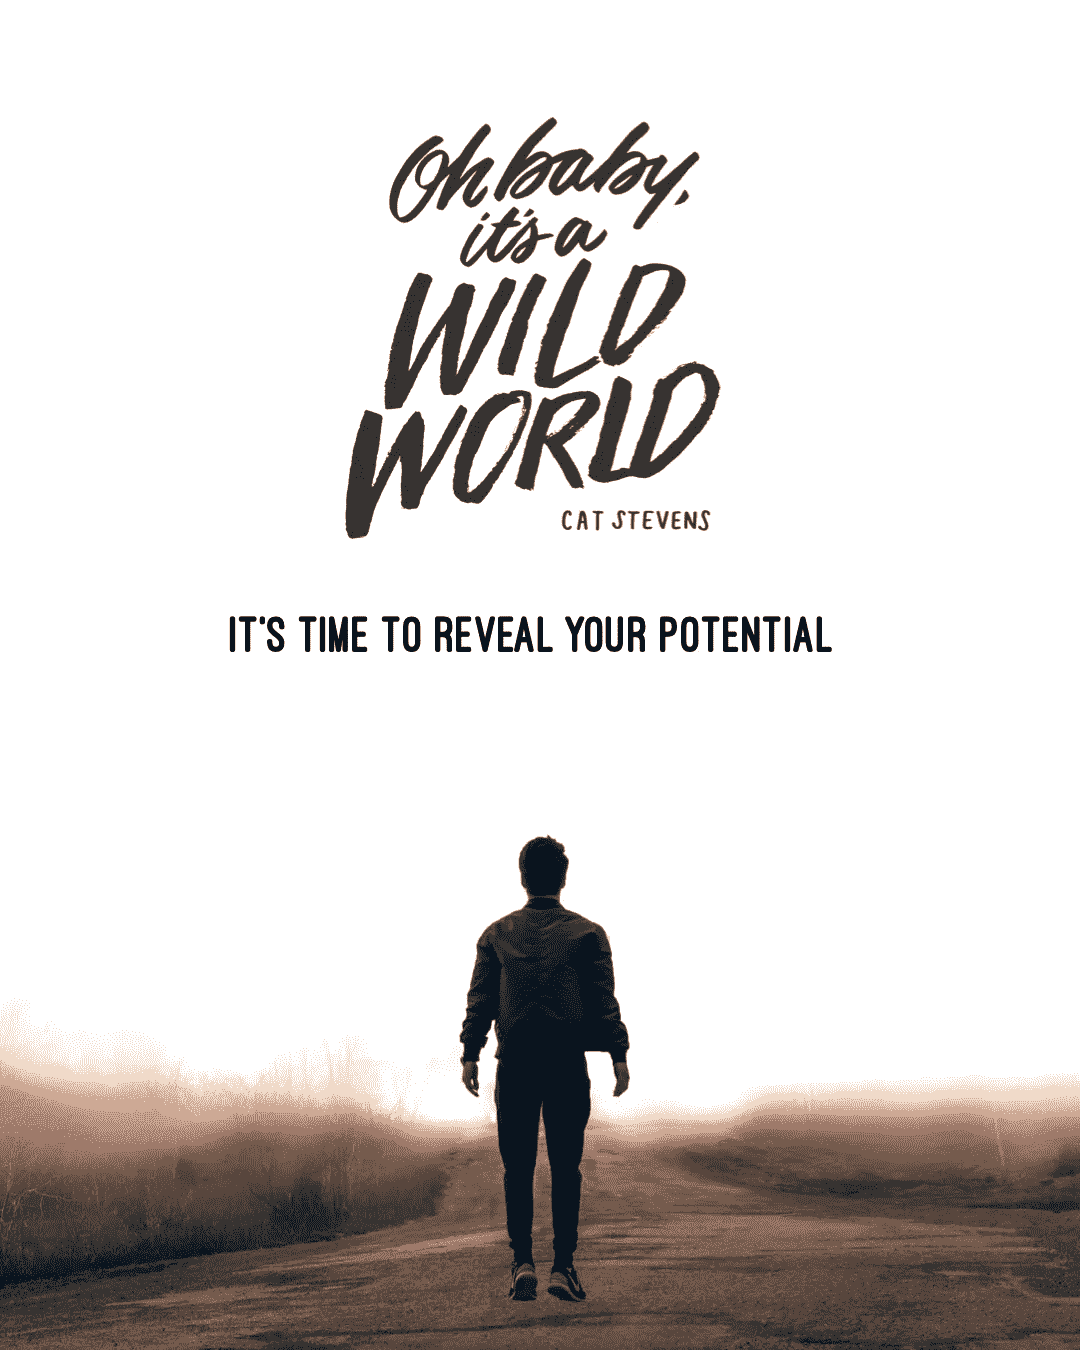 Oh baby,
it's a
WILD
WORLD
CAT STEVENS
IT'S TIME TO REVEAL YOUR POTENTIAL